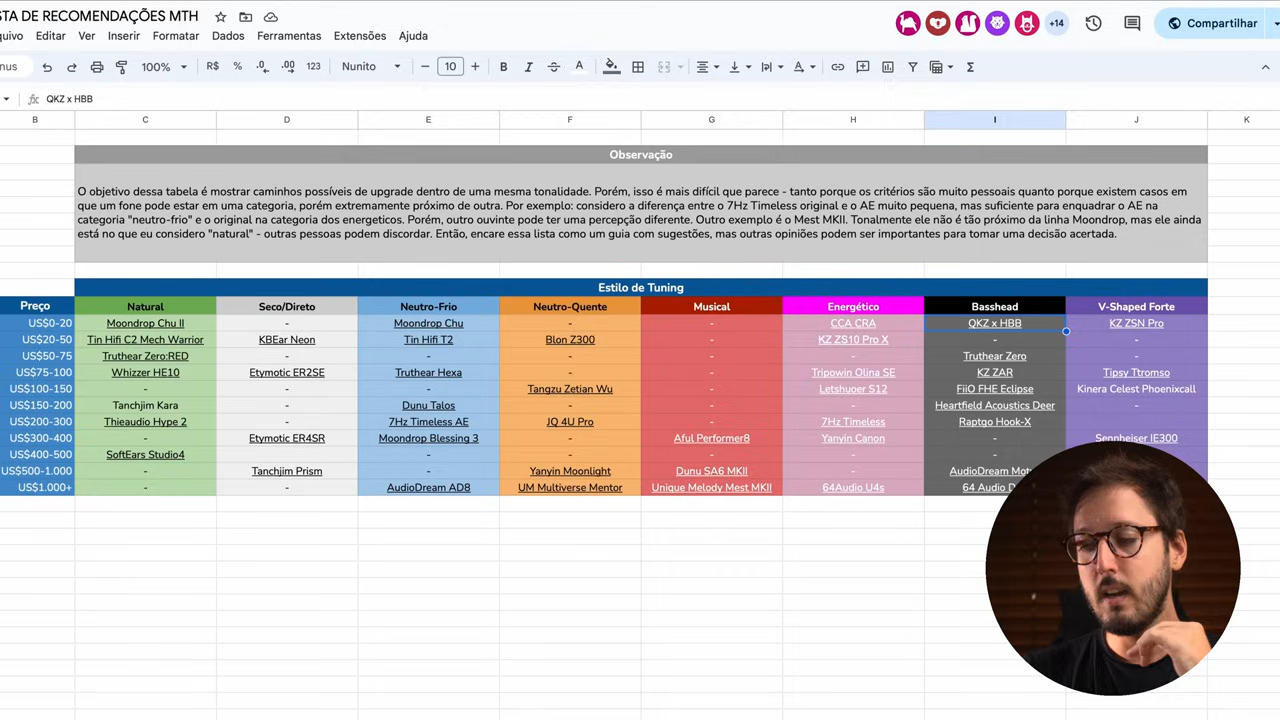 STA DE RECOMENDAÇÕES MTH
quivo Editar Ver Inserir Formatar Dados Ferramentas Extensões Ajuda
+14
Compartilhar
nus 100% R$ % .0 .00 123 Nunito 10 B I A
QKZ x HBB
B C D E F G H I J K
Observação
O objetivo dessa tabela é mostrar caminhos possíveis de upgrade dentro de uma mesma tonalidade. Porém, isso é mais difícil que parece - tanto porque os critérios são muito pessoais quanto porque existem casos em
que um fone pode estar em uma categoria, porém extremamente próximo de outra. Por exemplo: considero a diferença entre o 7Hz Timeless original e o AE muito pequena, mas suficiente para enquadrar o AE na
categoria "neutro-frio" e o original na categoria dos energeticos. Porém, outro ouvinte pode ter uma percepção diferente. Outro exemplo é o Mest MKII. Tonalmente ele não é tão próximo da linha Moondrop, mas ele ainda
está no que eu considero "natural" - outras pessoas podem discordar. Então, encare essa lista como um guia com sugestões, mas outras opiniões podem ser importantes para tomar uma decisão acertada.
Estilo de Tuning
Preço Natural Seco/Direto Neutro-Frio Neutro-Quente Musical Energético Basshead V-Shaped Forte
US$0-20 Moondrop Chu II - Moondrop Chu - - CCA CRA QKZ x HBB KZ ZSN Pro
US$20-50 Tin Hifi C2 Mech Warrior KBEar Neon Tin Hifi T2 Blon Z300 - KZ ZS10 Pro X - -
US$50-75 Truthear Zero:RED - - - - - Truthear Zero -
US$75-100 Whizzer HE10 Etymotic ER2SE Truthear Hexa - - Tripowin Olina SE KZ ZAR Tipsy Ttromso
US$100-150 - - - Tangzu Zetian Wu - Letshuoer S12 FiiO FHE Eclipse Kinera Celest Phoenixcall
US$150-200 Tanchjim Kara - Dunu Talos - - - Heartfield Acoustics Deer -
US$200-300 Thieaudio Hype 2 - 7Hz Timeless AE JQ 4U Pro - 7Hz Timeless Raptgo Hook-X -
US$300-400 - Etymotic ER4SR Moondrop Blessing 3 - Aful Performer8 Yanyin Canon - Sennheiser IE300
US$400-500 SoftEars Studio4 - - - - - -
US$500-1.000 - Tanchjim Prism - Yanyin Moonlight Dunu SA6 MKII - AudioDream
US$1.000+ - - AudioDream AD8 UM Multiverse Mentor Unique Melody Mest MKII 64Audio U4s 64 Audio